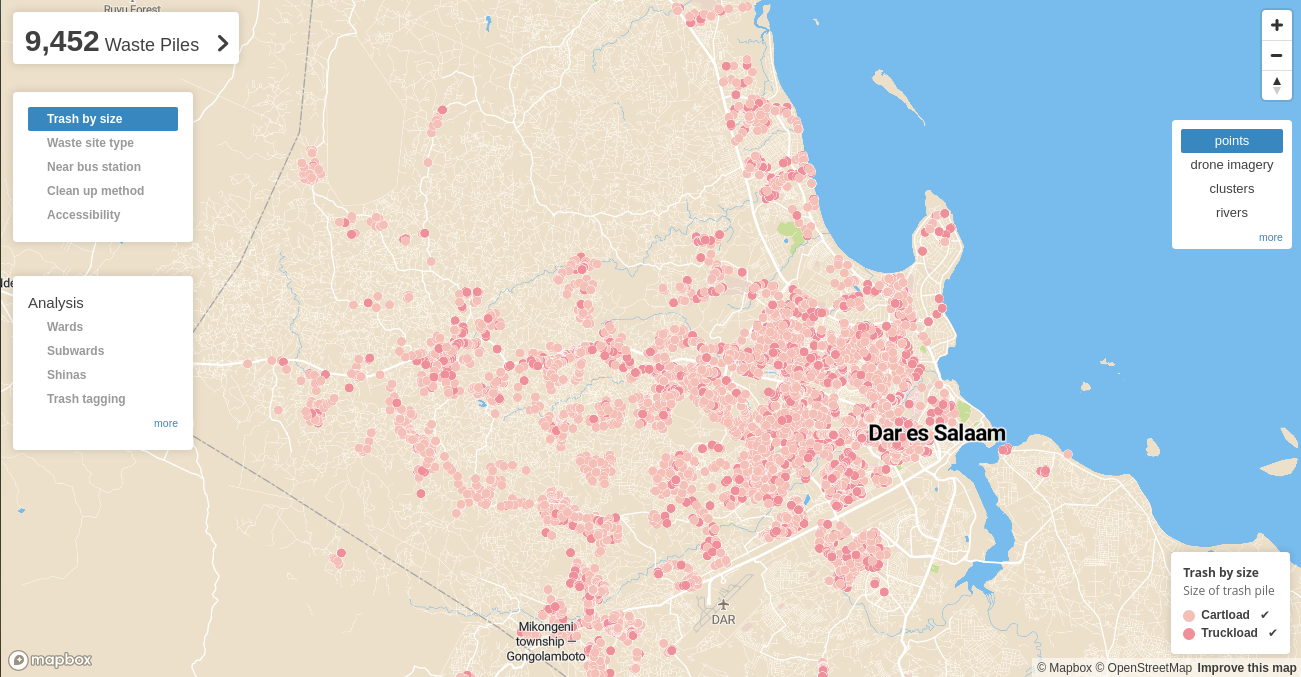 Ruvu Forest
9,452 Waste Piles
Trash by size
Waste site type
Near bus station
Clean up method
Accessibility
Analysis
Wards
Subwards
Shinas
Trash tagging
more
points
drone imagery
clusters
rivers
more
Dar es Salaam
DAR
Mikongeni
township —
Gongolamboto
Trash by size
Size of trash pile
Cartload ✔
Truckload ✔
mapbox
© Mapbox © OpenStreetMap Improve this map